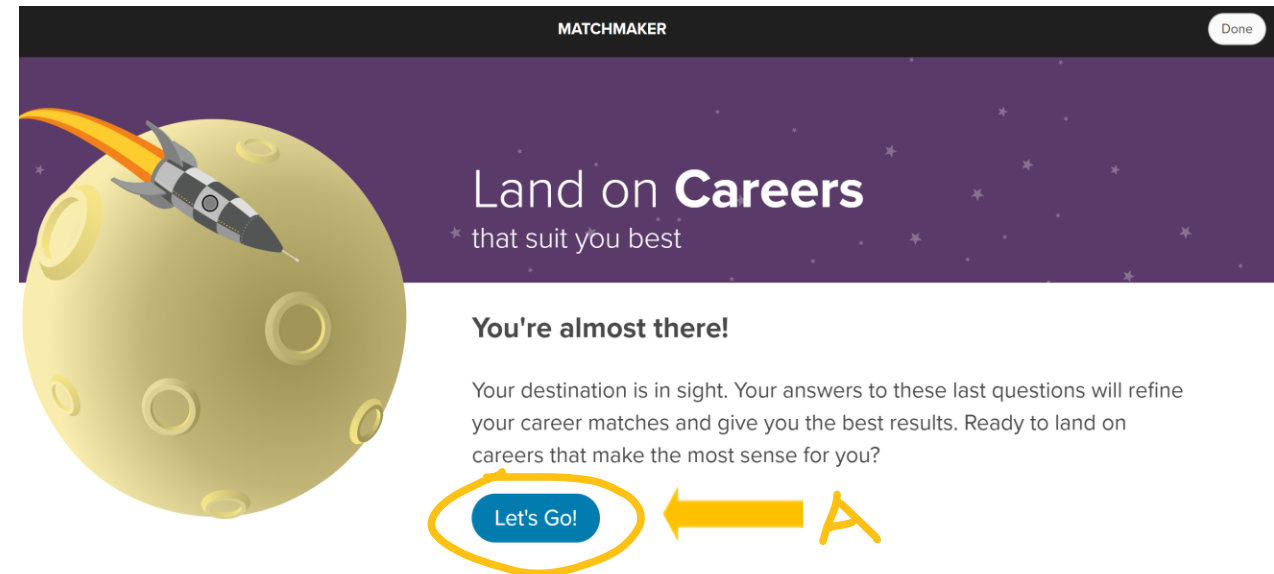 MATCHMAKER
Done
Land on Careers
that suit you best
You're almost there!
Your destination is in sight. Your answers to these last questions will refine
your career matches and give you the best results. Ready to land on
careers that make the most sense for you?
Let's Go!
A